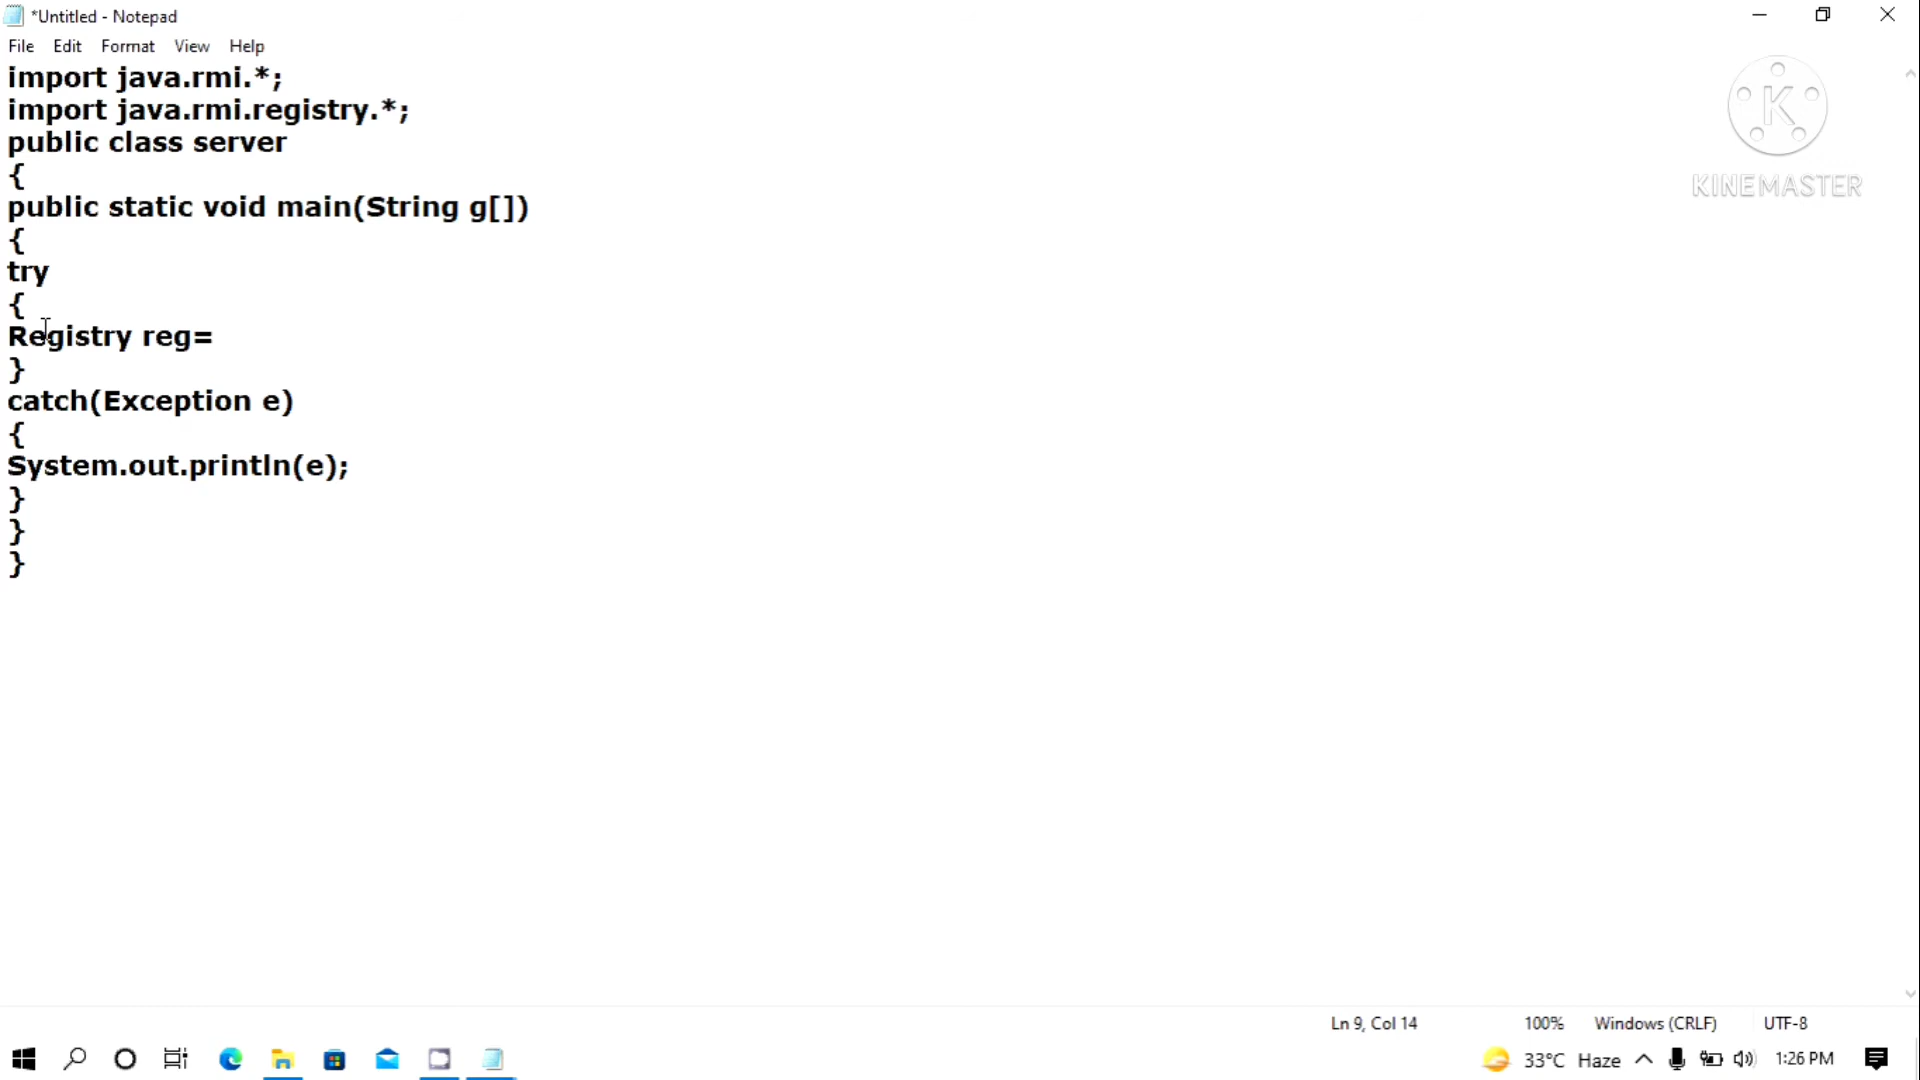 *Untitled - Notepad
File Edit Format View Help
import java.rmi.*;
import java.rmi.registry.*;
public class server
{
public static void main(String g[])
{
try
{
Registry reg=
}
catch(Exception e)
{
System.out.println(e);
}
}
}
K
KINEMASTER
Ln 9, Col 14 100% Windows (CRLF) UTF-8
33°C Haze 1:26 PM